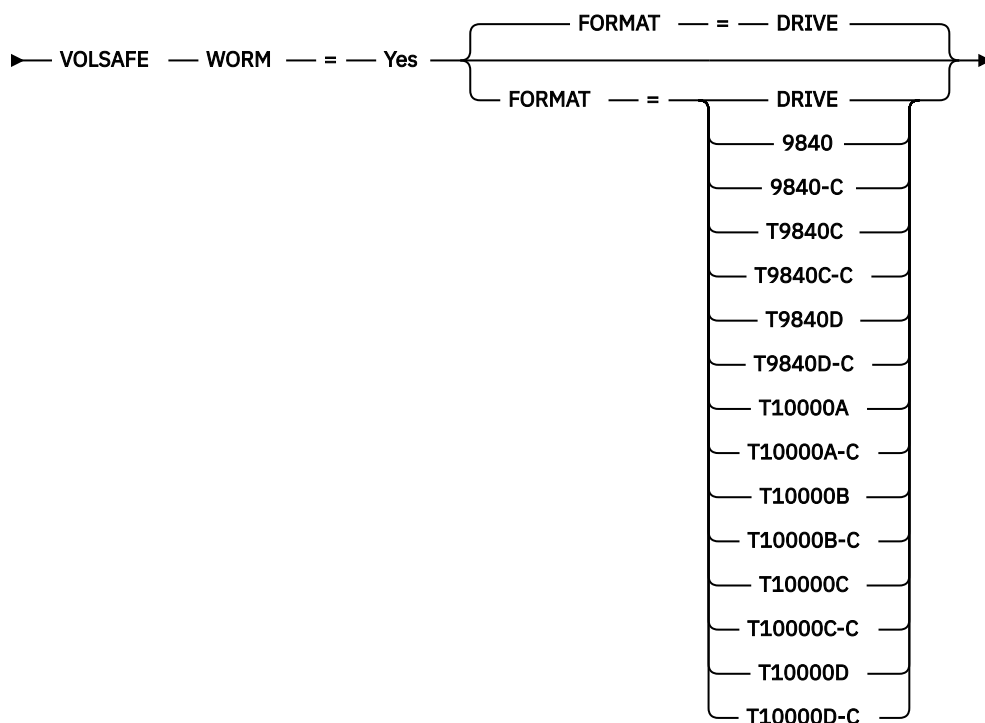 FORMAT = DRIVE
VOLSAFE WORM = Yes
FORMAT = DRIVE
9840
9840-C
T9840C
T9840C-C
T9840D
T9840D-C
T10000A
T10000A-C
T10000B
T10000B-C
T10000C
T10000C-C
T10000D
T10000D-C